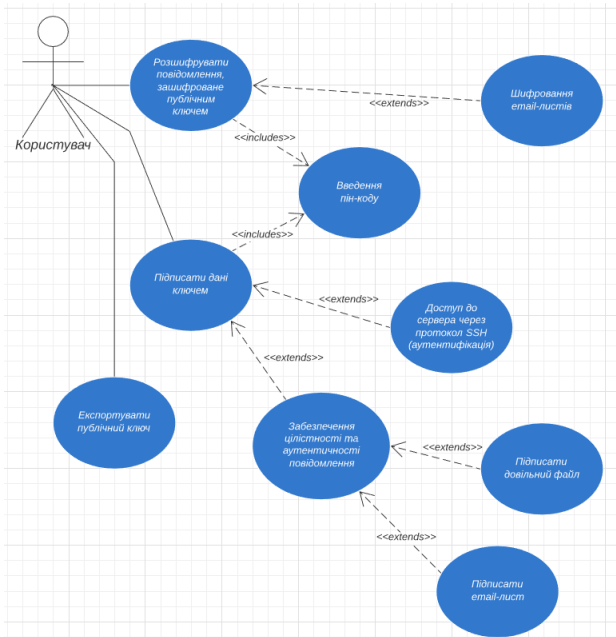 Розшифрувати
повідомлення,
зашифроване
публічним
ключем
Шифровання
email-листів
<<extends>>
Користувач
<<includes>>
Введення
пін-коду
<<includes>>
Підписати дані
ключем
<<extends>>
Доступ до
сервера через
протокол SSH
(аутентифікація)
<<extends>>
Експортувати
публічний ключ
Забезпечення
цілістності та
аутентичності
повідомлення
<<extends>>
Підписати
довільний файл
<<extends>>
Підписати
email-лист